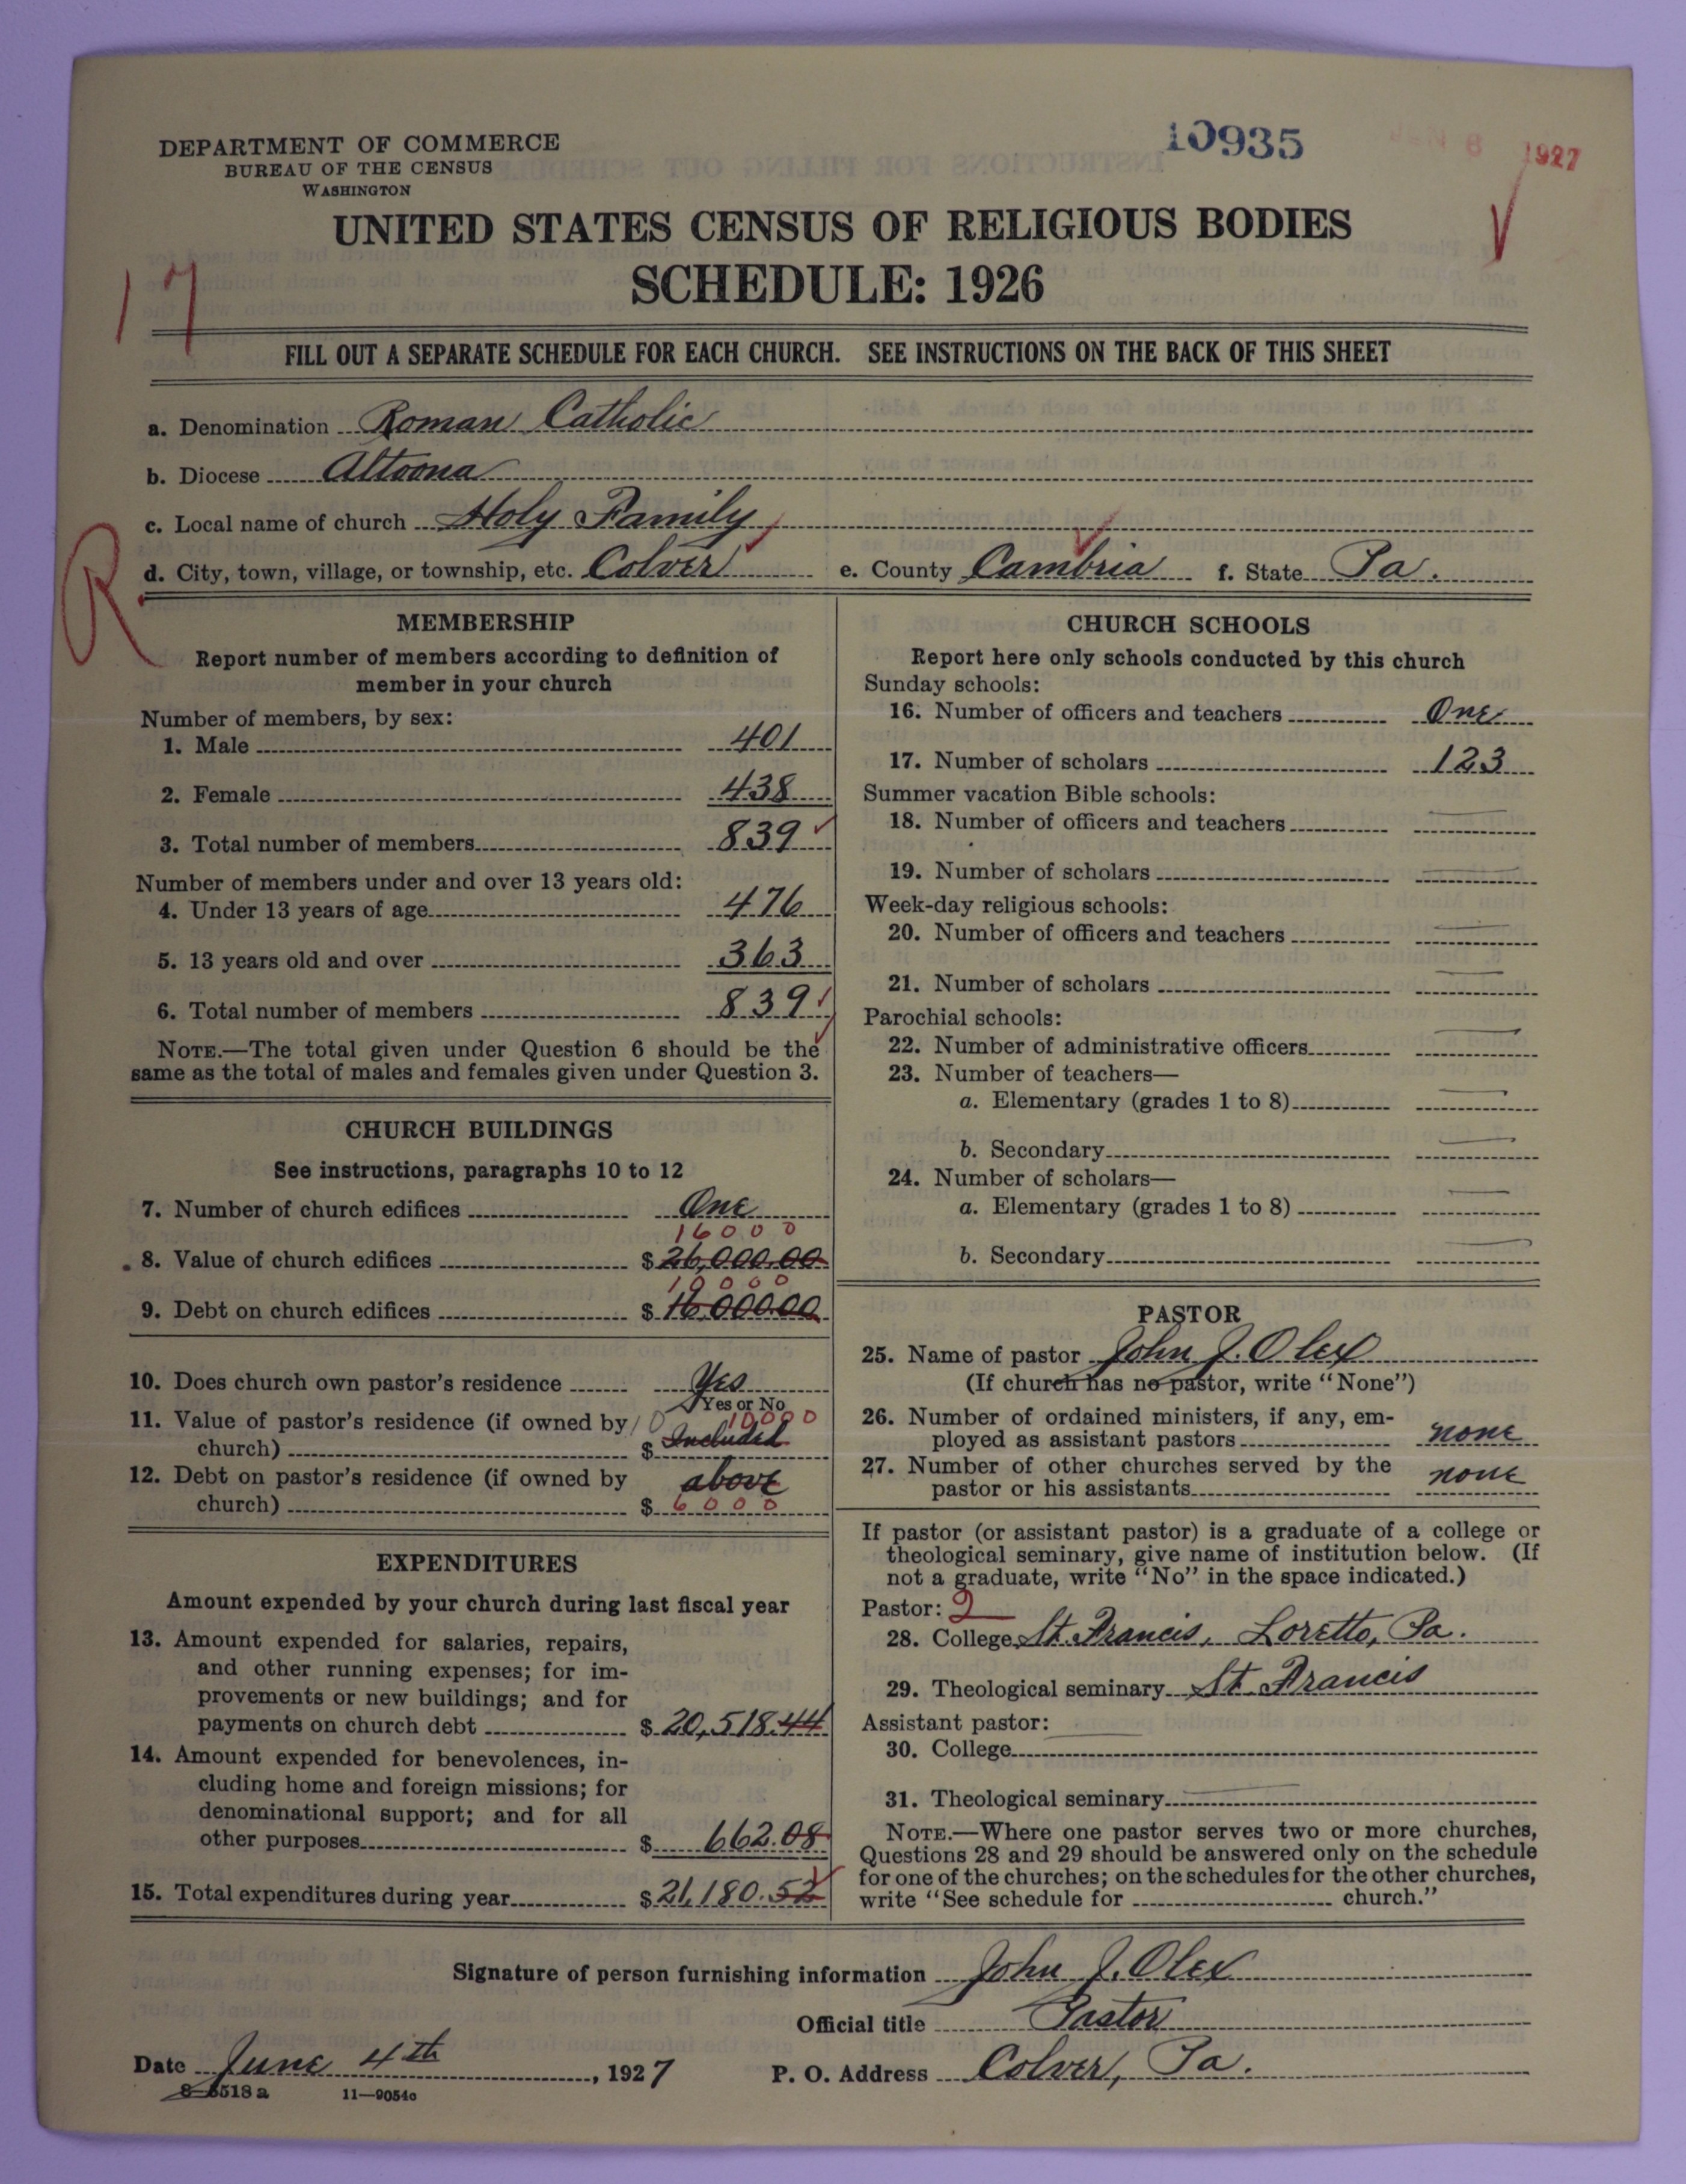 DEPARTMENT OF COMMERCE
BUREAU OF THE CENSUS
WASHINGTON
10935
JUN 6 1927
UNITED STATES CENSUS OF RELIGIOUS BODIES
SCHEDULE: 1926
17
FILL OUT A SEPARATE SCHEDULE FOR EACH CHURCH. SEE INSTRUCTIONS ON THE BACK OF THIS SHEET
a. Denomination Roman Catholic
b. Diocese Altoona
c. Local name of church Holy Family
R
d. City, town, village, or township, etc. Colver e. County Cambria f. State Pa.
MEMBERSHIP
Report number of members according to definition of
member in your church
Number of members, by sex:
1. Male 401
2. Female 438
3. Total number of members 839
Number of members under and over 13 years old:
4. Under 13 years of age 476
5. 13 years old and over 363
6. Total number of members 839
NOTE.—The total given under Question 6 should be the
same as the total of males and females given under Question 3.
CHURCH BUILDINGS
See instructions, paragraphs 10 to 12
7. Number of church edifices One
16000
8. Value of church edifices $ 26,000.00
10000
9. Debt on church edifices $ 16,000.00
10. Does church own pastor's residence Yes
Yes or No
11. Value of pastor's residence (if owned by 10000
church) $ Included
12. Debt on pastor's residence (if owned by above
church) $ 6000
EXPENDITURES
Amount expended by your church during last fiscal year
13. Amount expended for salaries, repairs,
and other running expenses; for im-
provements or new buildings; and for
payments on church debt $ 20,518.44
14. Amount expended for benevolences, in-
cluding home and foreign missions; for
denominational support; and for all
other purposes $ 662.08
15. Total expenditures during year $ 21,180.52
CHURCH SCHOOLS
Report here only schools conducted by this church
Sunday schools:
16. Number of officers and teachers One
17. Number of scholars 123
Summer vacation Bible schools:
18. Number of officers and teachers
19. Number of scholars
Week-day religious schools:
20. Number of officers and teachers
21. Number of scholars
Parochial schools:
22. Number of administrative officers
23. Number of teachers—
a. Elementary (grades 1 to 8)
b. Secondary
24. Number of scholars—
a. Elementary (grades 1 to 8)
b. Secondary
PASTOR
25. Name of pastor John J. Olex
(If church has no pastor, write "None")
26. Number of ordained ministers, if any, em-
ployed as assistant pastors none
27. Number of other churches served by the
pastor or his assistants none
If pastor (or assistant pastor) is a graduate of a college or
theological seminary, give name of institution below. (If
not a graduate, write "No" in the space indicated.)
Pastor: 2
28. College St. Francis, Loretto, Pa.
29. Theological seminary St. Francis
Assistant pastor:
30. College
31. Theological seminary
NOTE.—Where one pastor serves two or more churches,
Questions 28 and 29 should be answered only on the schedule
for one of the churches; on the schedules for the other churches,
write "See schedule for church."
Signature of person furnishing information John J. Olex
Official title Pastor
Date June 4th, 1927 P. O. Address Colver, Pa.
8-5518a 11—9054c